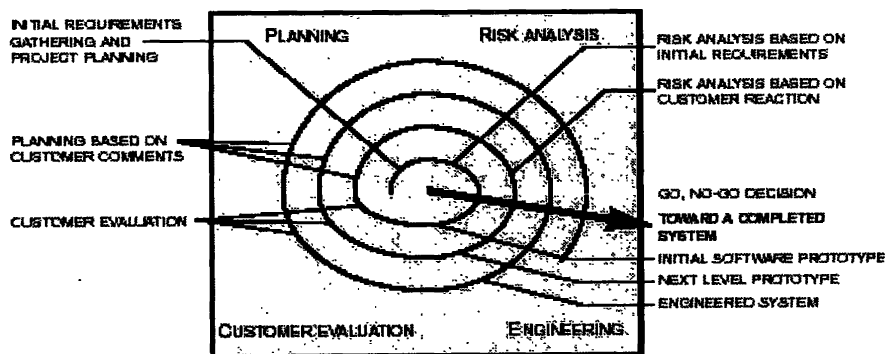 INITIAL REQUIREMENTS
GATHERING AND
PROJECT PLANNING
PLANNING
RISK ANALYSIS
RISK ANALYSIS BASED ON
INITIAL REQUIREMENTS
RISK ANALYSIS BASED ON
CUSTOMER REACTION
PLANNING BASED ON
CUSTOMER COMMENTS
GO, NO-GO DECISION
CUSTOMER EVALUATION
TOWARD A COMPLETED
SYSTEM
INITIAL SOFTWARE PROTOTYPE
NEXT LEVEL PROTOTYPE
ENGINEERED SYSTEM
CUSTOMER EVALUATION
ENGINEERING